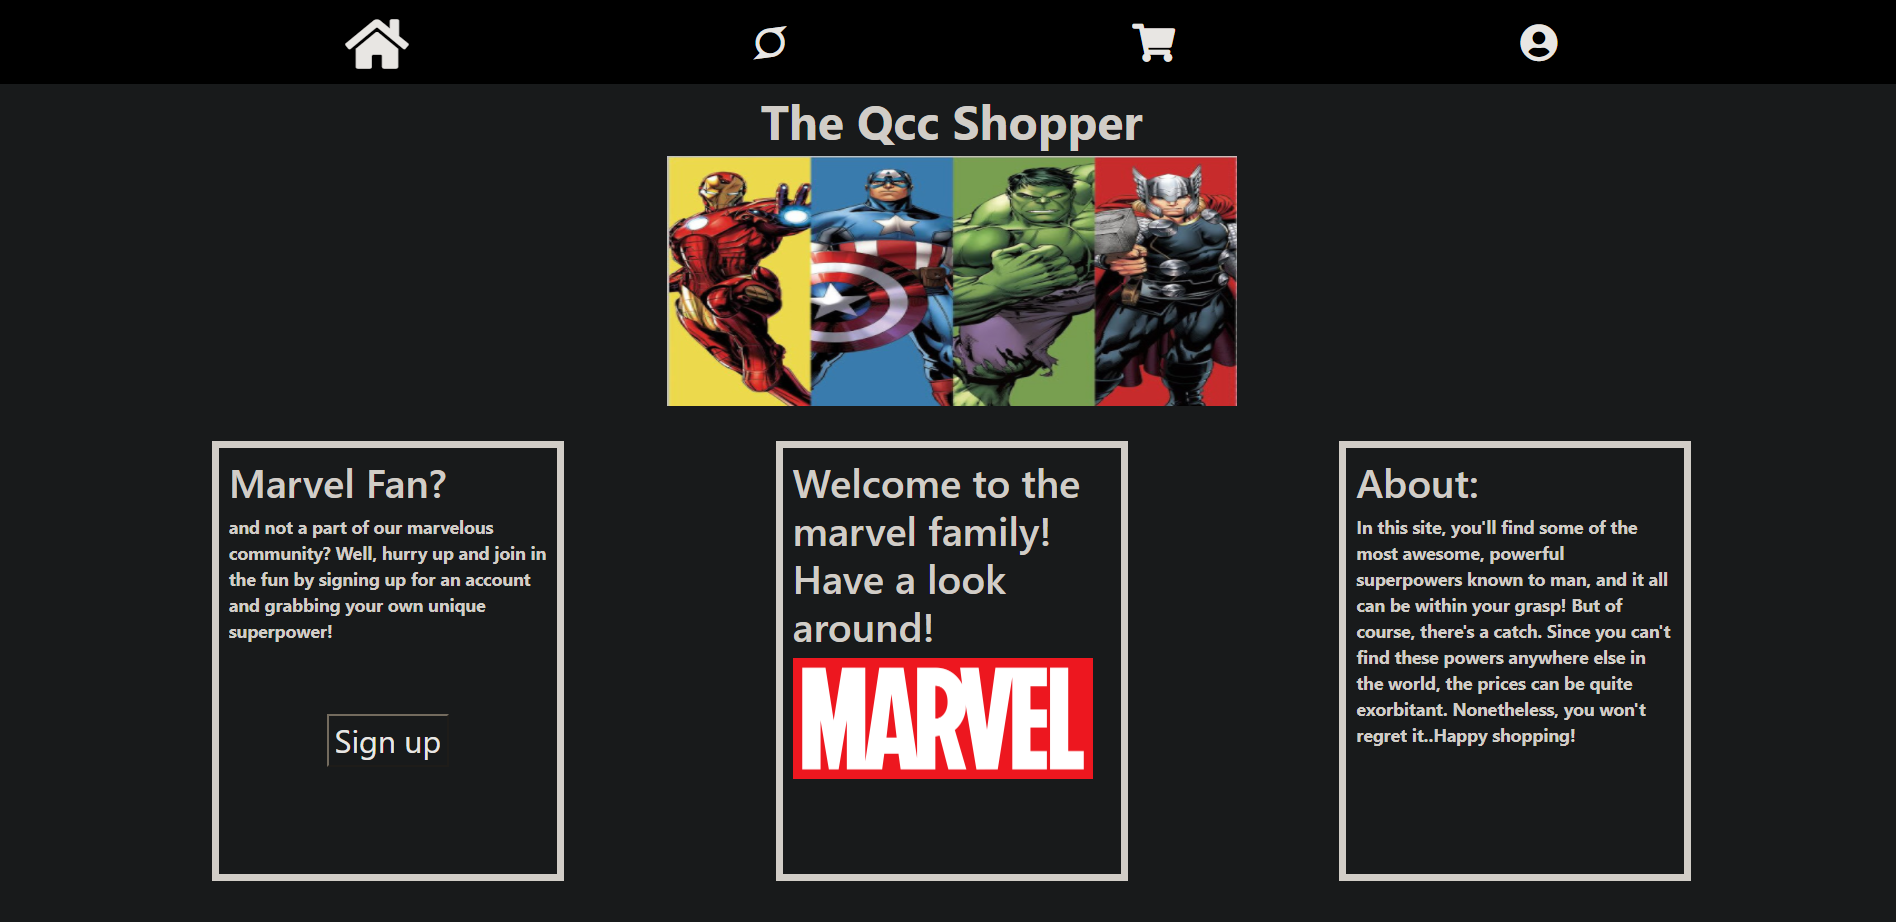 The Qcc Shopper
Marvel Fan?
and not a part of our marvelous
community? Well, hurry up and join in
the fun by signing up for an account
and grabbing your own unique
superpower!
Sign up
Welcome to the
marvel family!
Have a look
around!
MARVEL
About:
In this site, you'll find some of the
most awesome, powerful
superpowers known to man, and it all
can be within your grasp! But of
course, there's a catch. Since you can't
find these powers anywhere else in
the world, the prices can be quite
exorbitant. Nonetheless, you won't
regret it..Happy shopping!